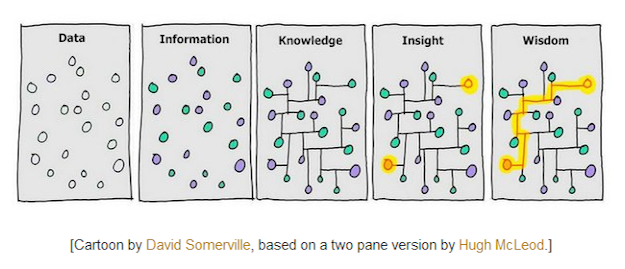 Data
Information
Knowledge
Insight
Wisdom
[Cartoon by David Somerville, based on a two pane version by Hugh McLeod.]